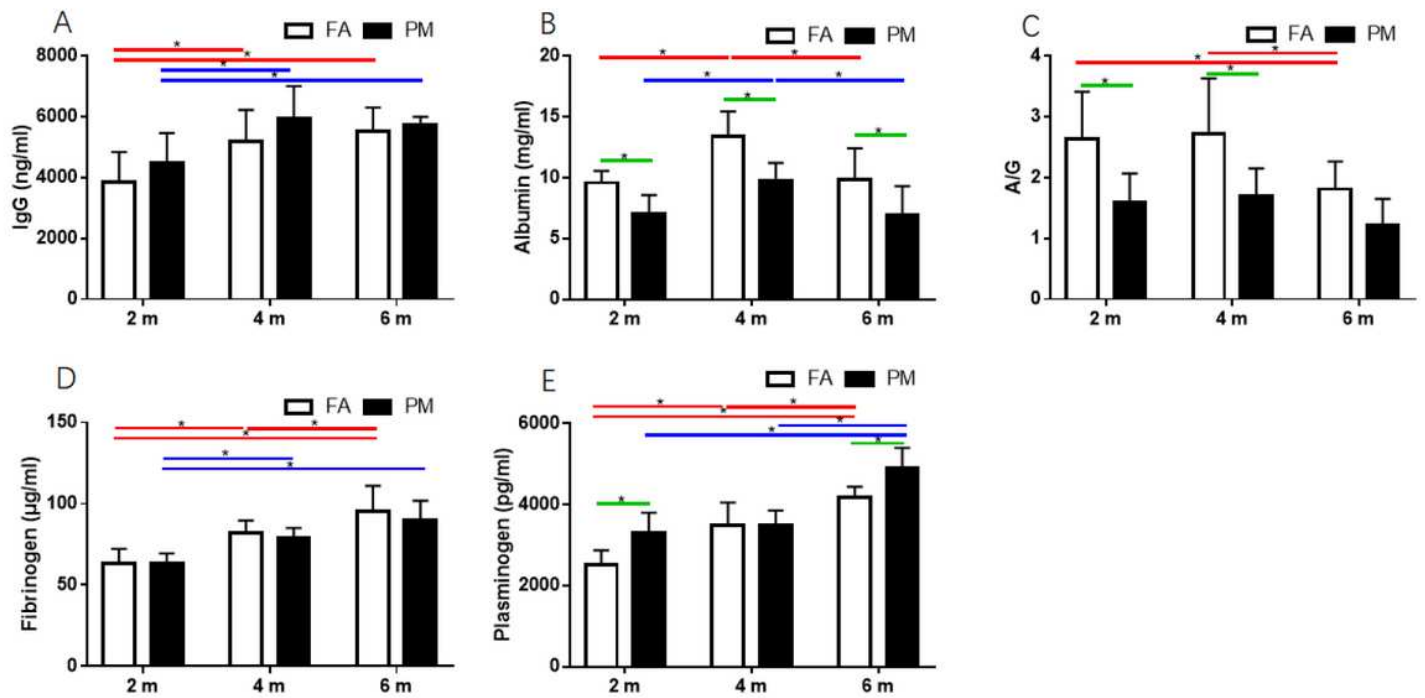 A
FA PM
IgG (ng/ml)
8000
6000
4000
2000
0
* * * *
2 m 4 m 6 m
B
FA PM
Albumin (mg/ml)
20
15
10
5
0
* * * * * * *
2 m 4 m 6 m
C
FA PM
A/G
4
3
2
1
0
* * * *
2 m 4 m 6 m
D
FA PM
Fibrinogen (μg/ml)
150
100
50
0
* * * * *
2 m 4 m 6 m
E
FA PM
Plasminogen (pg/ml)
6000
4000
2000
0
* * * * * * *
2 m 4 m 6 m